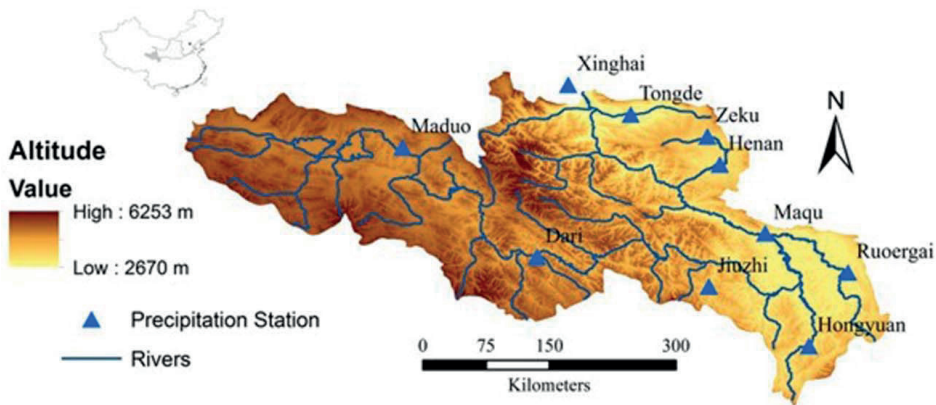 Xinghai
Tongde
Zeku
Henan
Maduo
N
Altitude
Value
High : 6253 m
Low : 2670 m
Maqu
Ruoergai
Dari
Jiuzhi
Hongyuan
Precipitation Station
Rivers
0 75 150 300
Kilometers